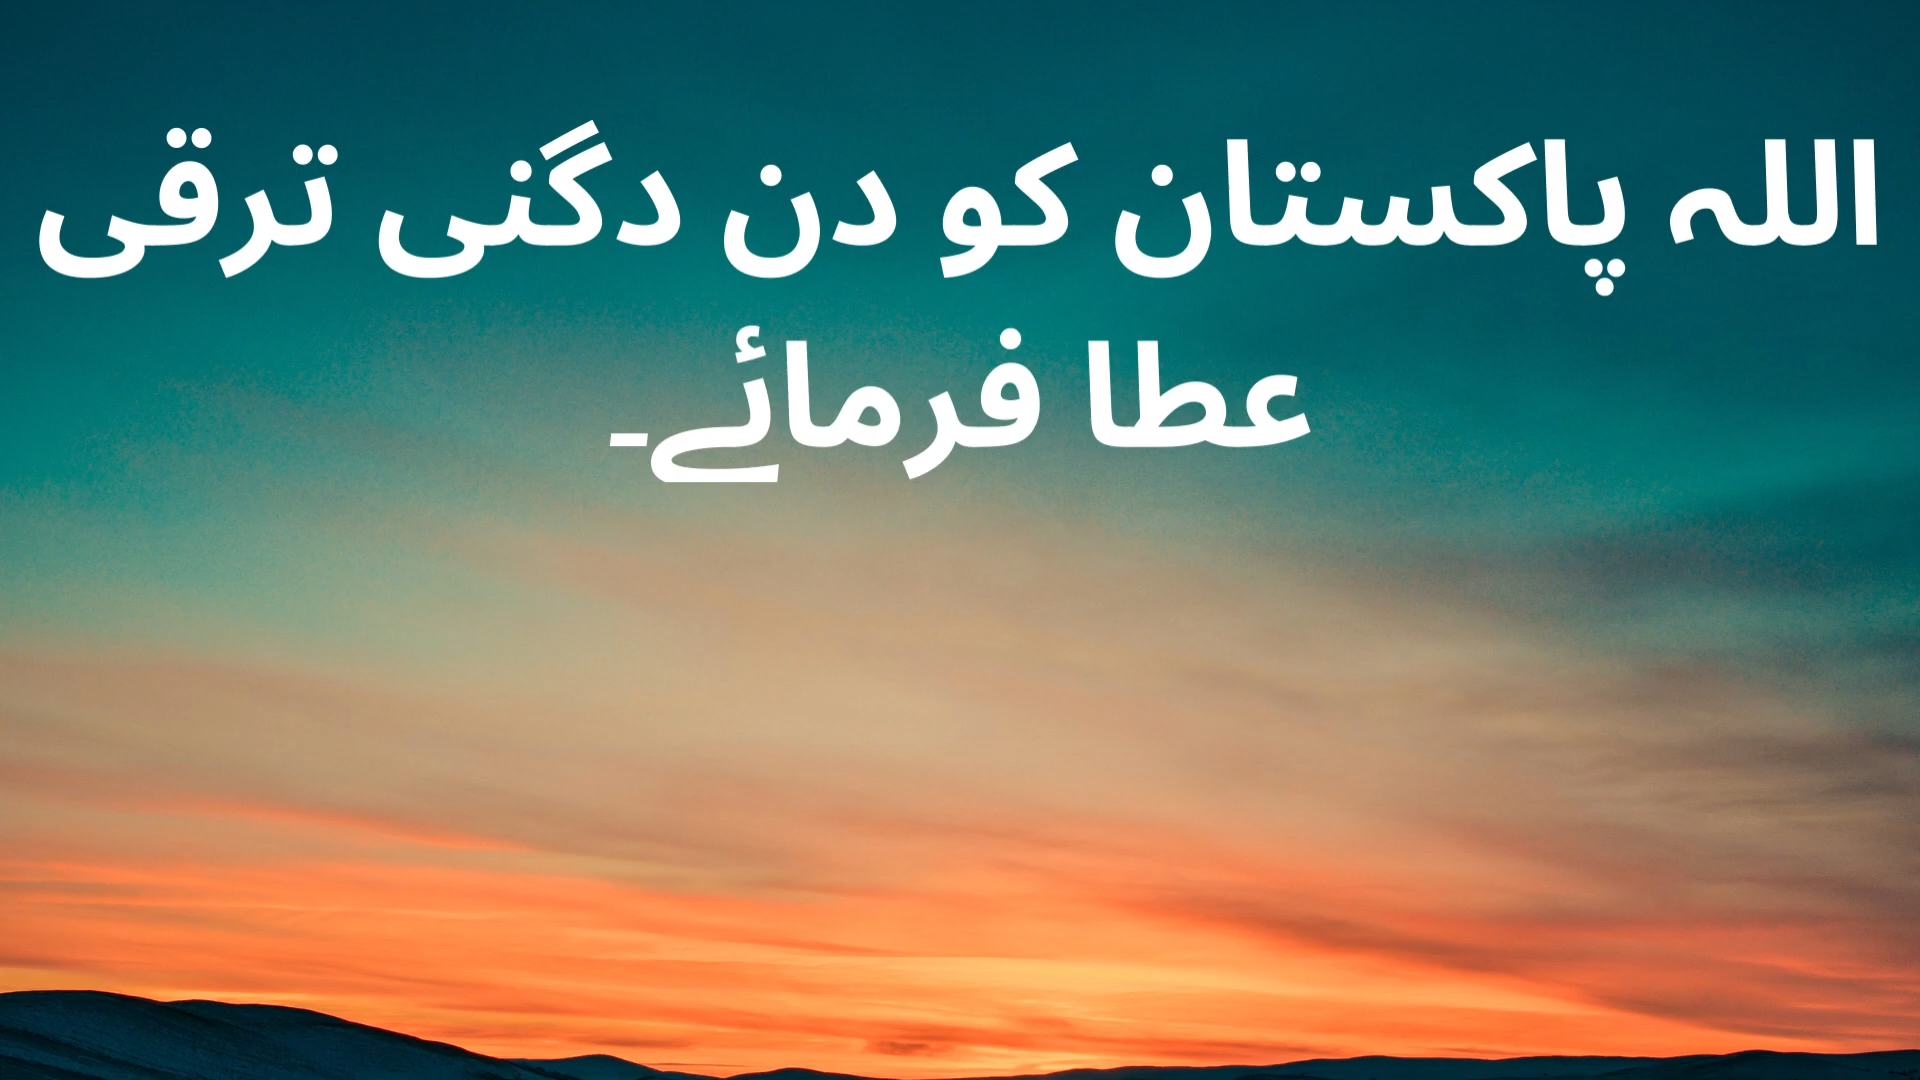 اللہ پاکستان کو دن دگنی ترقی
عطا فرمائے۔